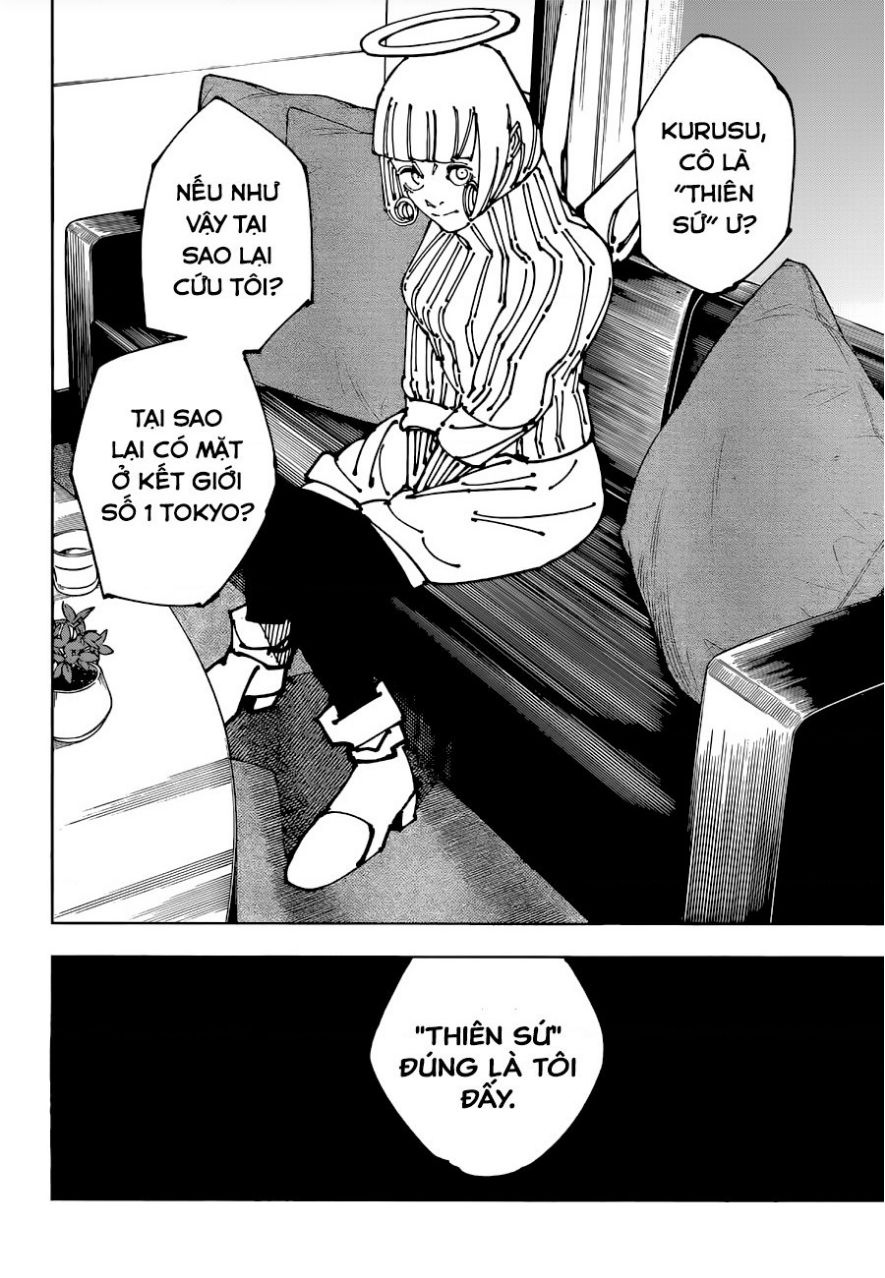 KURUSU,
CÔ LÀ
"THIÊN
SỨ" Ư?
NẾU NHƯ
VẬY TẠI
SAO LẠI
CỨU TÔI?
TẠI SAO
LẠI CÓ MẶT
Ở KẾT GIỚI
SỐ 1 TOKYO?
"THIÊN SỨ"
ĐÚNG LÀ TÔI
ĐẤY.